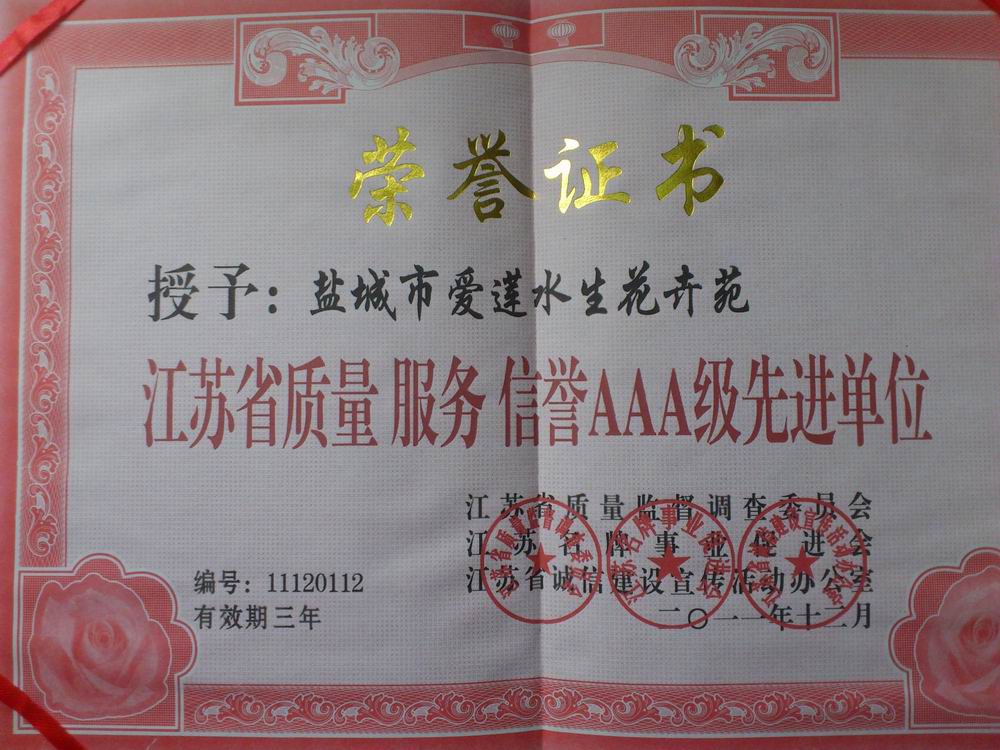 荣誉证书
授予：盐城市爱莲水生花卉苑
江苏省质量 服务 信誉AAA级先进单位
江苏省质量监督调查委员会
江苏名牌事业促进会
江苏省诚信建设宣传活动办公室
二〇一一年十二月
编号：11120112
有效期三年